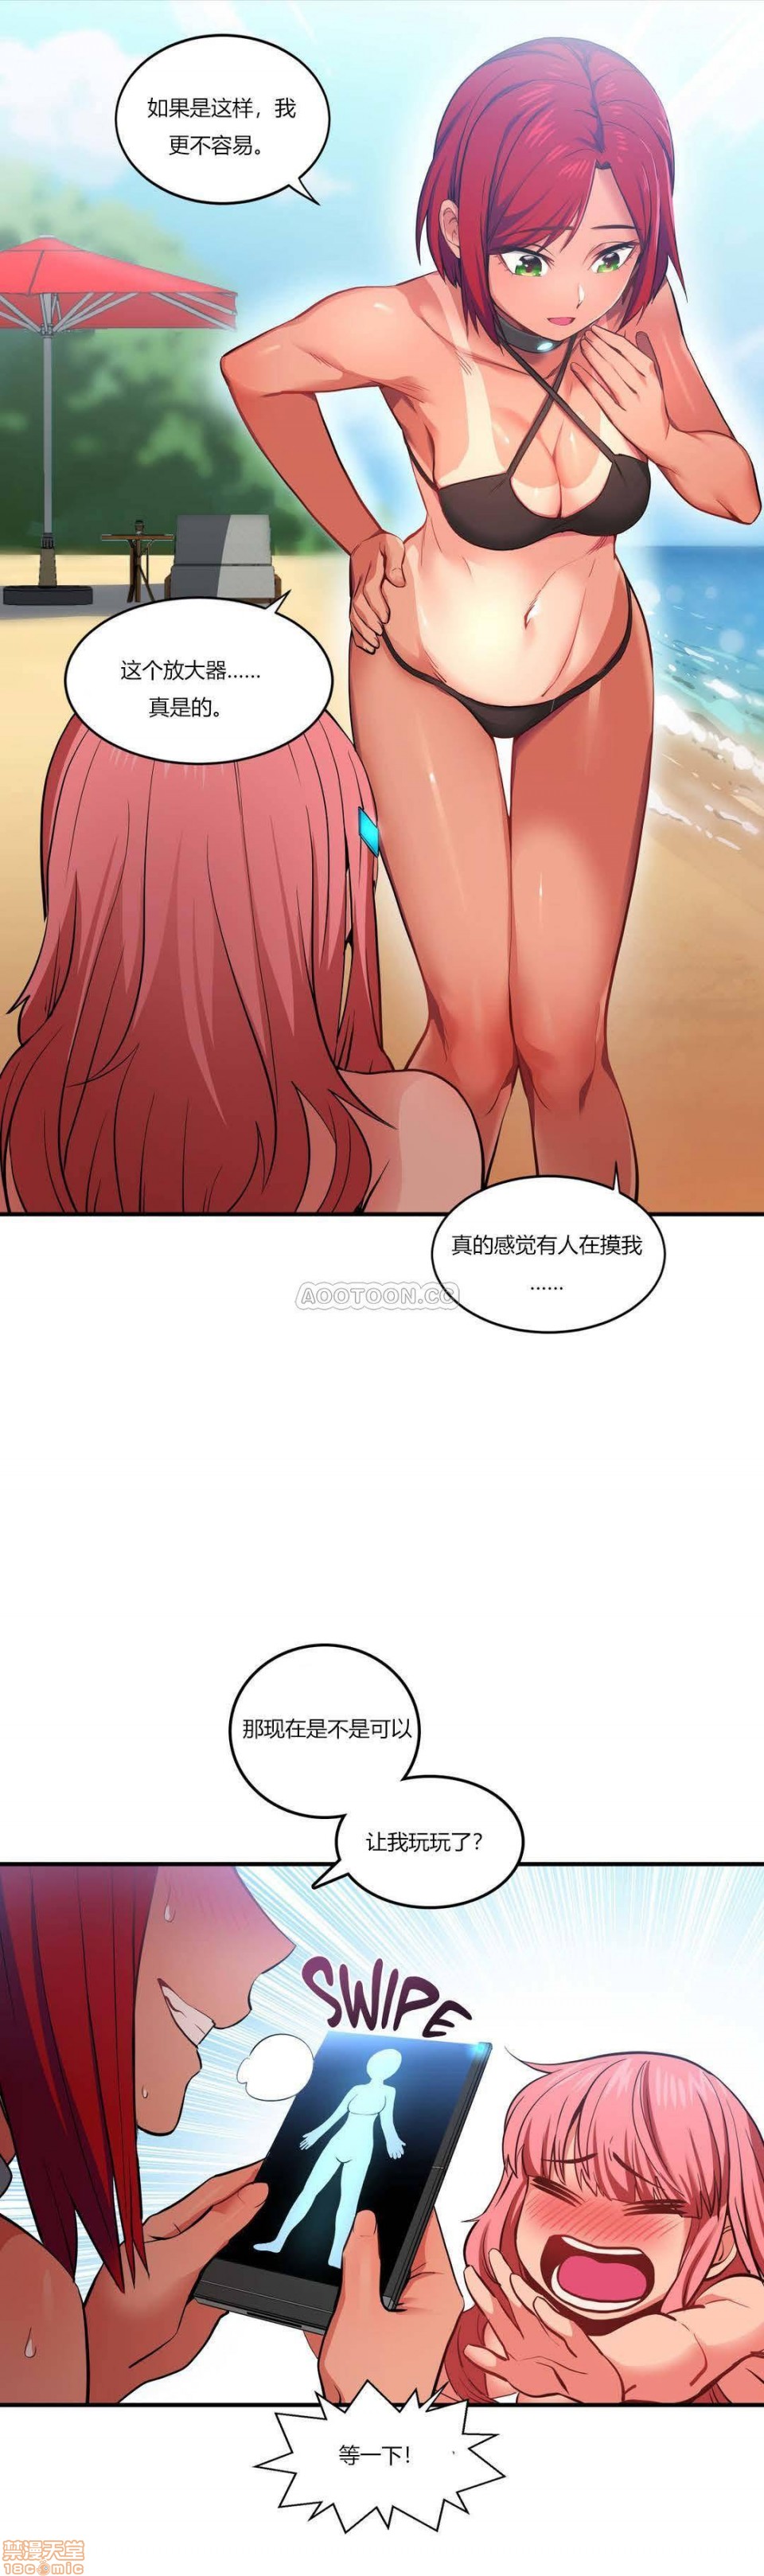 如果是这样，我
更不容易。
这个放大器……
真是的。
真的感觉有人在摸我
……
AOOTOON.CC
那现在是不是可以
让我玩玩了？
SWIPE
等一下！
禁漫天堂
18comic